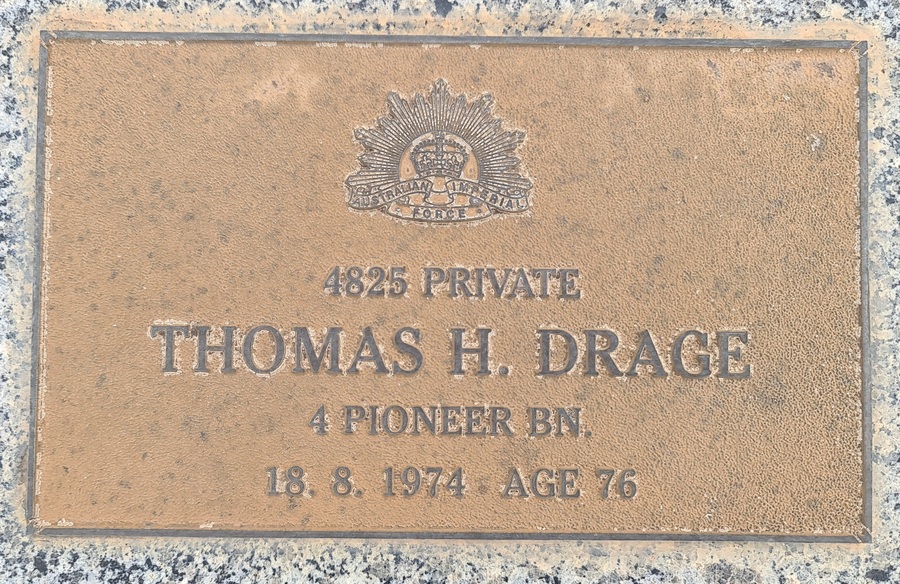 AUSTRALIAN IMPERIAL
FORCE
4825 PRIVATE
THOMAS H. DRAGE
4 PIONEER BN.
18. 8. 1974 AGE 76